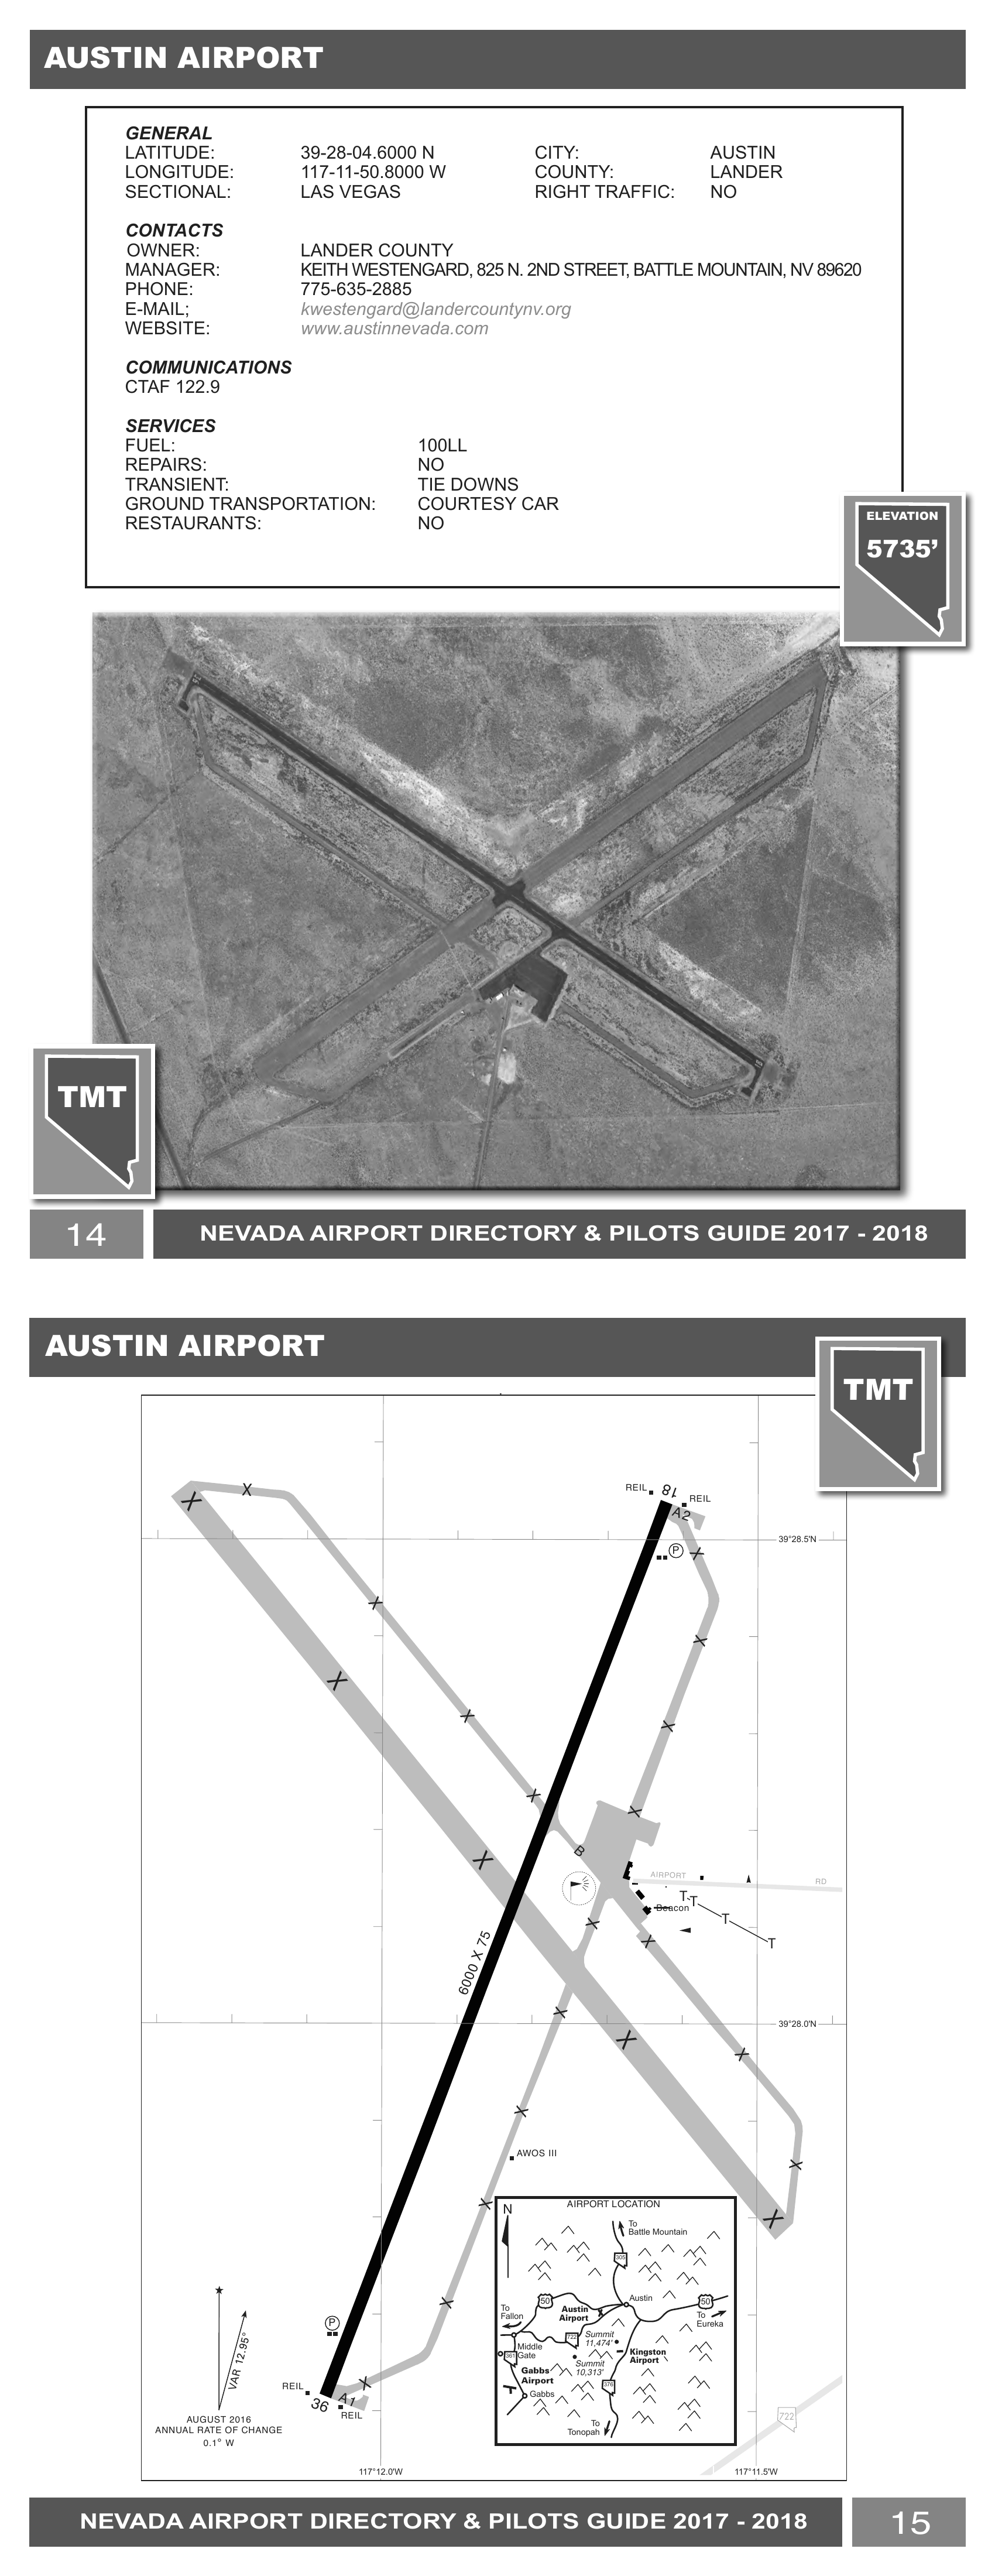 AUSTIN AIRPORT
GENERAL
LATITUDE: 39-28-04.6000 N CITY: AUSTIN
LONGITUDE: 117-11-50.8000 W COUNTY: LANDER
SECTIONAL: LAS VEGAS RIGHT TRAFFIC: NO
CONTACTS
OWNER: LANDER COUNTY
MANAGER: KEITH WESTENGARD, 825 N. 2ND STREET, BATTLE MOUNTAIN, NV 89620
PHONE: 775-635-2885
E-MAIL; kwestengard@landercountynv.org
WEBSITE: www.austinnevada.com
COMMUNICATIONS
CTAF 122.9
SERVICES
FUEL: 100LL
REPAIRS: NO
TRANSIENT: TIE DOWNS
GROUND TRANSPORTATION: COURTESY CAR
RESTAURANTS: NO
ELEVATION
5735’
TMT
14
NEVADA AIRPORT DIRECTORY & PILOTS GUIDE 2017 - 2018
AUSTIN AIRPORT
TMT
REIL
18
REIL
A2
39°28.5'N
P
X
X
X
X
X
X
X
X
X
X
X
B
AIRPORT
RD
T
T
Beacon
T
T
X
X
6000 X 75
X
39°28.0'N
X
X
X
X
AWOS III
X
X
X
X
P
VAR 12.95°
REIL
36
A1
REIL
AUGUST 2016
ANNUAL RATE OF CHANGE
0.1° W
AIRPORT LOCATION
N
To
Battle Mountain
305
50
Austin
50
To
Fallon
Austin
Airport
To
Eureka
722
Summit
11,474'
Middle
Gate
361
Kingston
Airport
Summit
10,313'
Gabbs
Airport
376
Gabbs
To
Tonopah
722
117°12.0'W
117°11.5'W
NEVADA AIRPORT DIRECTORY & PILOTS GUIDE 2017 - 2018
15